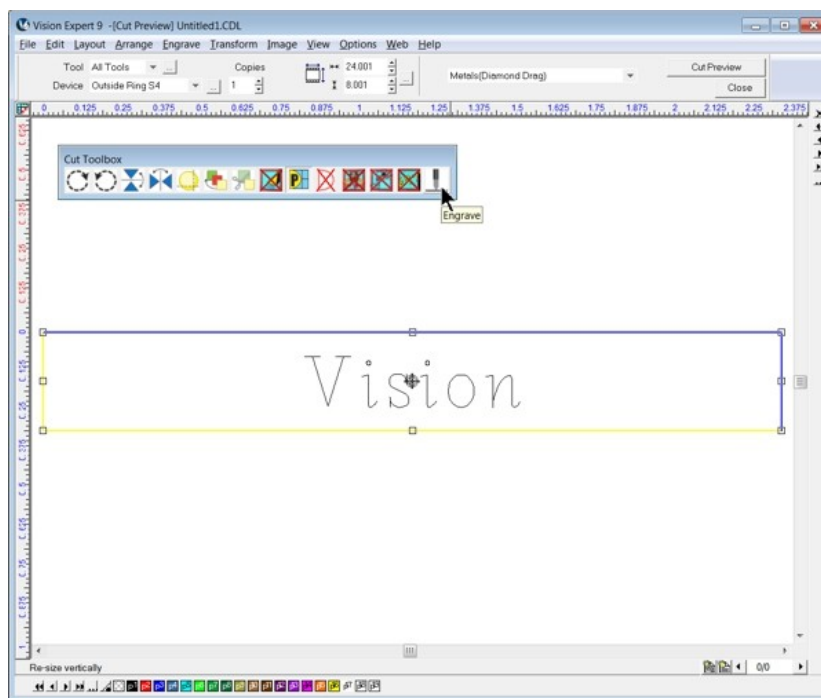 Vision Expert 9 -[Cut Preview] Untitled1.CDL
File Edit Layout Arrange Engrave Transform Image View Options Web Help
Tool All Tools ... Copies 24.001 Metals(Diamond Drag) Cut Preview
Device Outside Ring S4 ... 1 8.001 ... Close
0 0.125 0.25 0.375 0.5 0.625 0.75 0.875 1 1.125 1.25 1.375 1.5 1.625 1.75 1.875 2 2.125 2.25 2.375
Cut Toolbox
P
Engrave
Vision
Re-size vertically 0/0